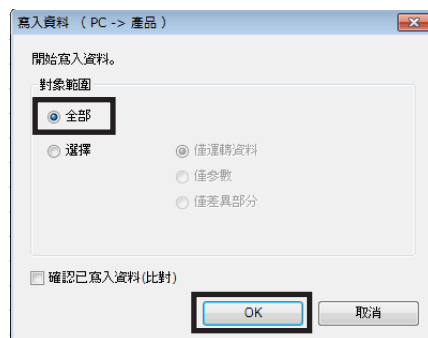 寫入資料 （ PC -> 產品 ）
開始寫入資料。
對象範圍
全部
選擇
僅運轉資料
僅參數
僅差異部分
確認已寫入資料(比對)
OK
取消